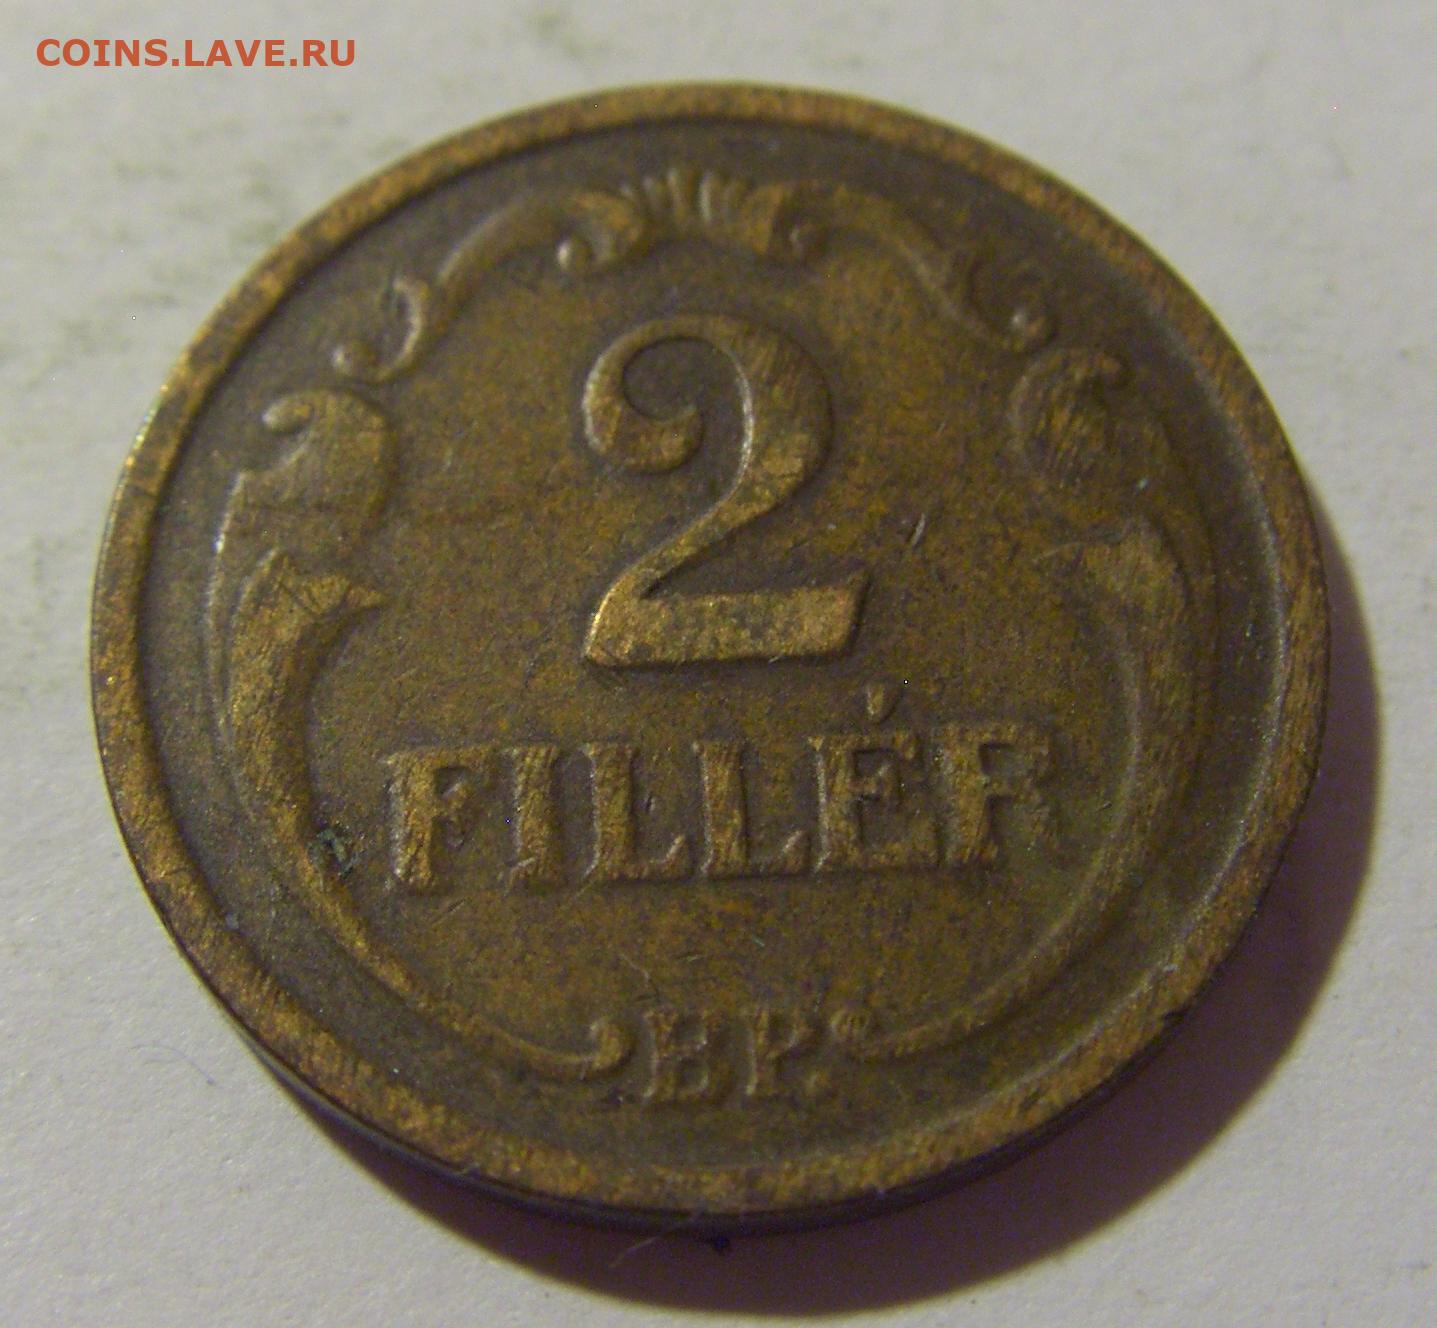 COINS.LAVE.RU
2
FILLÉR
BP.